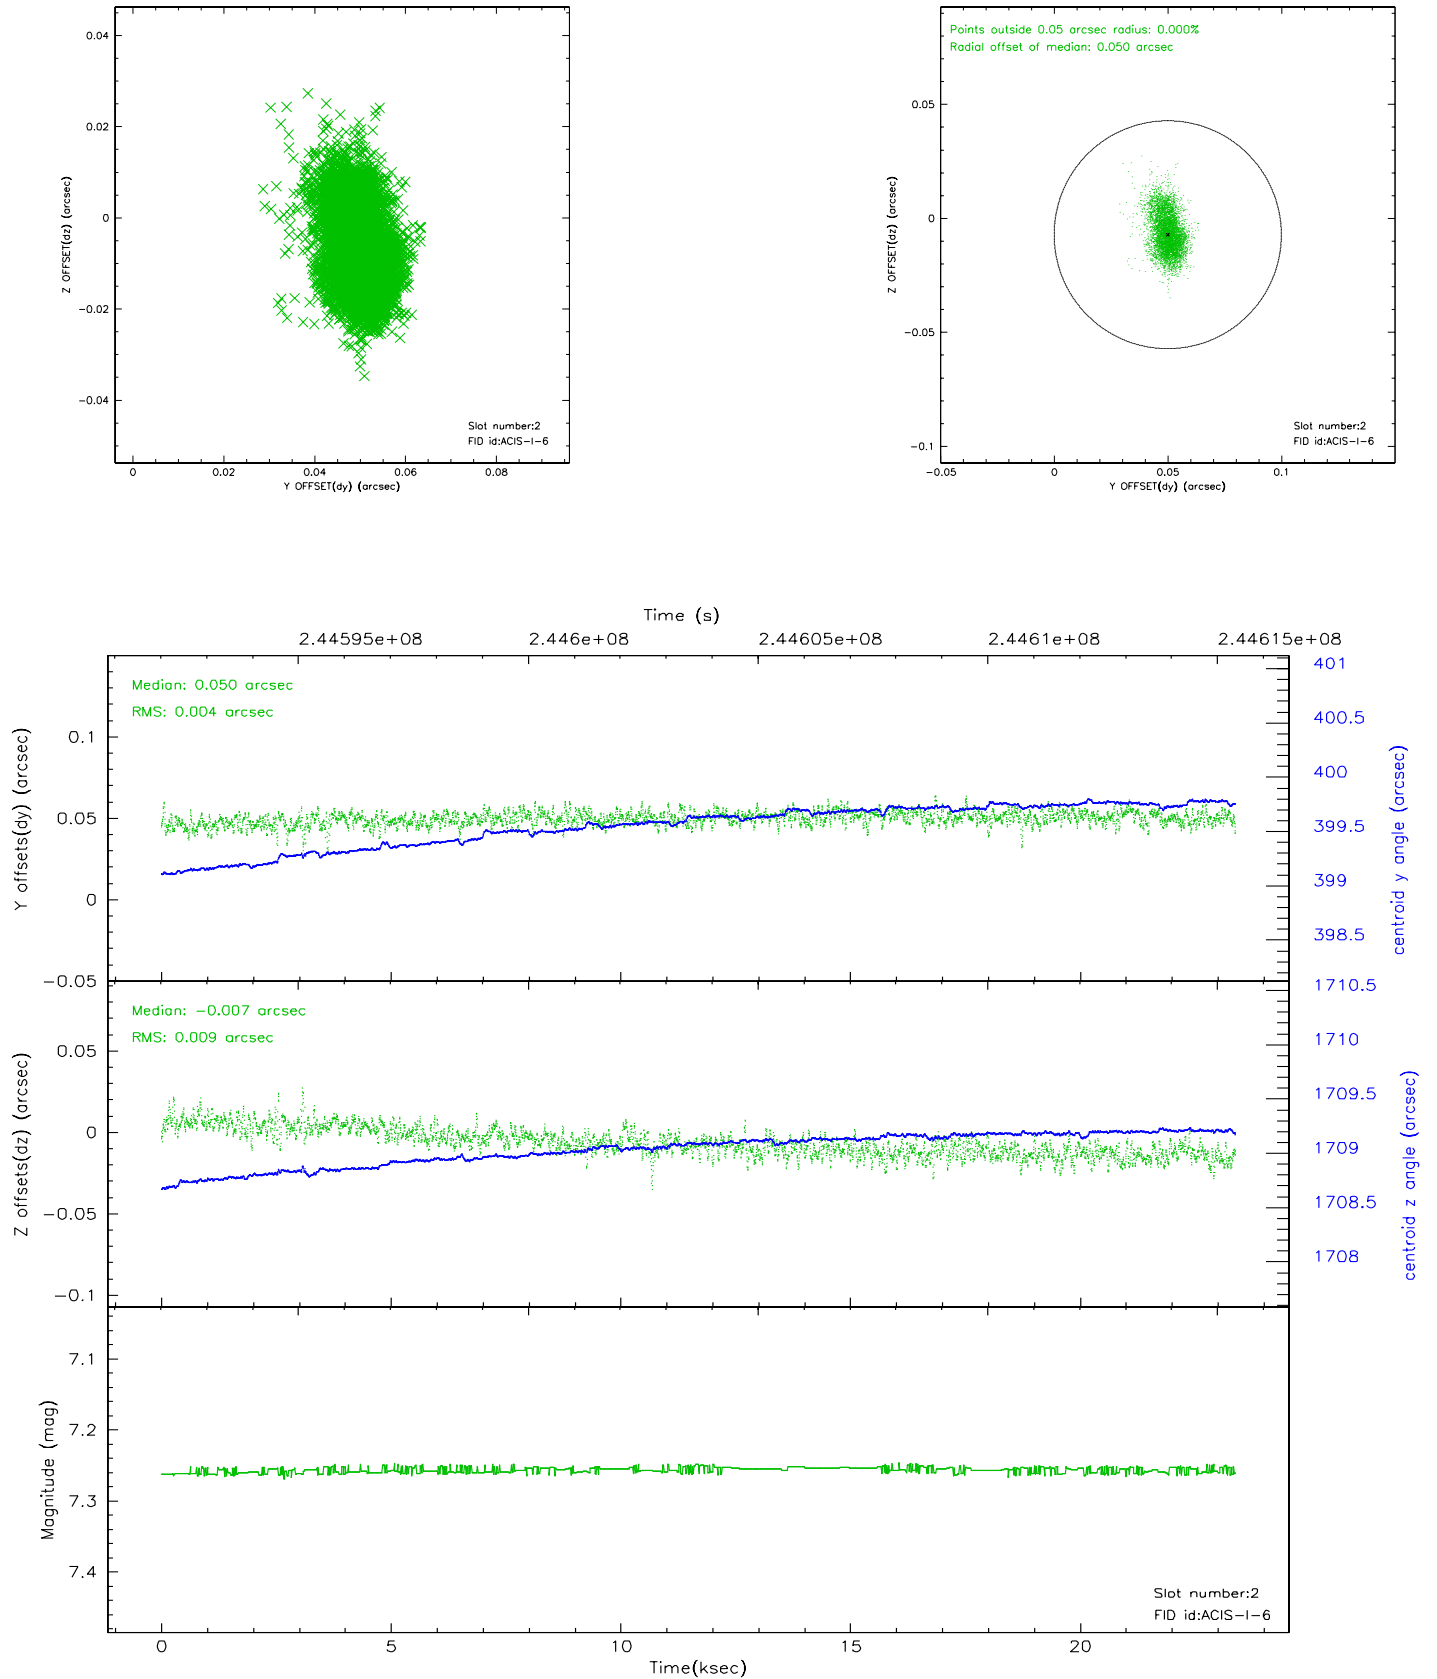 0.04
0.02
0
−0.02
−0.04
Z OFFSET(dz) (arcsec)
Slot number:2
FID id:ACIS−I−6
0
0.02
0.04
0.06
0.08
Y OFFSET(dy) (arcsec)
Points outside 0.05 arcsec radius: 0.000%
Radial offset of median: 0.050 arcsec
0.05
0
−0.05
−0.1
Z OFFSET(dz) (arcsec)
Slot number:2
FID id:ACIS−I−6
−0.05
0
0.05
0.1
Y OFFSET(dy) (arcsec)
Time (s)
2.44595e+08
2.446e+08
2.44605e+08
2.4461e+08
2.44615e+08
Median: 0.050 arcsec
RMS: 0.004 arcsec
0.1
0.05
0
−0.05
Y offsets(dy) (arcsec)
401
400.5
400
399.5
399
398.5
centroid y angle (arcsec)
Median: −0.007 arcsec
RMS: 0.009 arcsec
0.05
0
−0.05
−0.1
Z offsets(dz) (arcsec)
1710.5
1710
1709.5
1709
1708.5
1708
centroid z angle (arcsec)
7.1
7.2
7.3
7.4
Magnitude (mag)
Slot number:2
FID id:ACIS−I−6
0
5
10
15
20
Time(ksec)